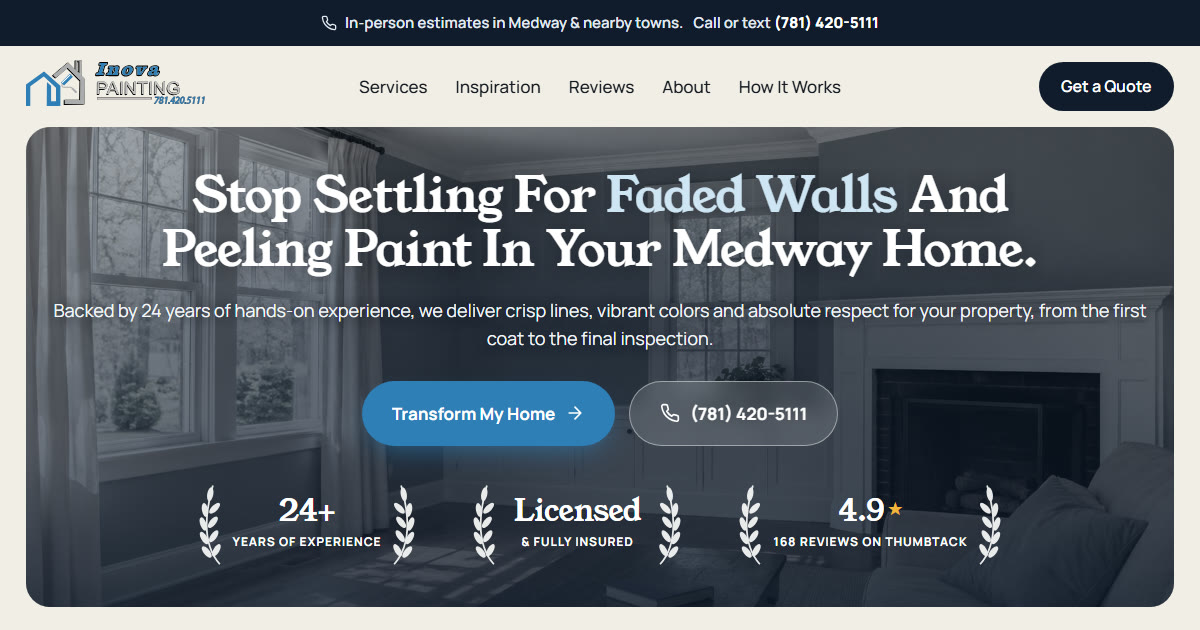 In-person estimates in Medway & nearby towns. Call or text (781) 420-5111
Inova
PAINTING
781.420.5111
Services Inspiration Reviews About How It Works
Get a Quote
Stop Settling For Faded Walls And
Peeling Paint In Your Medway Home.
Backed by 24 years of hands-on experience, we deliver crisp lines, vibrant colors and absolute respect for your property, from the first
coat to the final inspection.
Transform My Home → (781) 420-5111
24+
YEARS OF EXPERIENCE
Licensed
& FULLY INSURED
4.9★
168 REVIEWS ON THUMBTACK